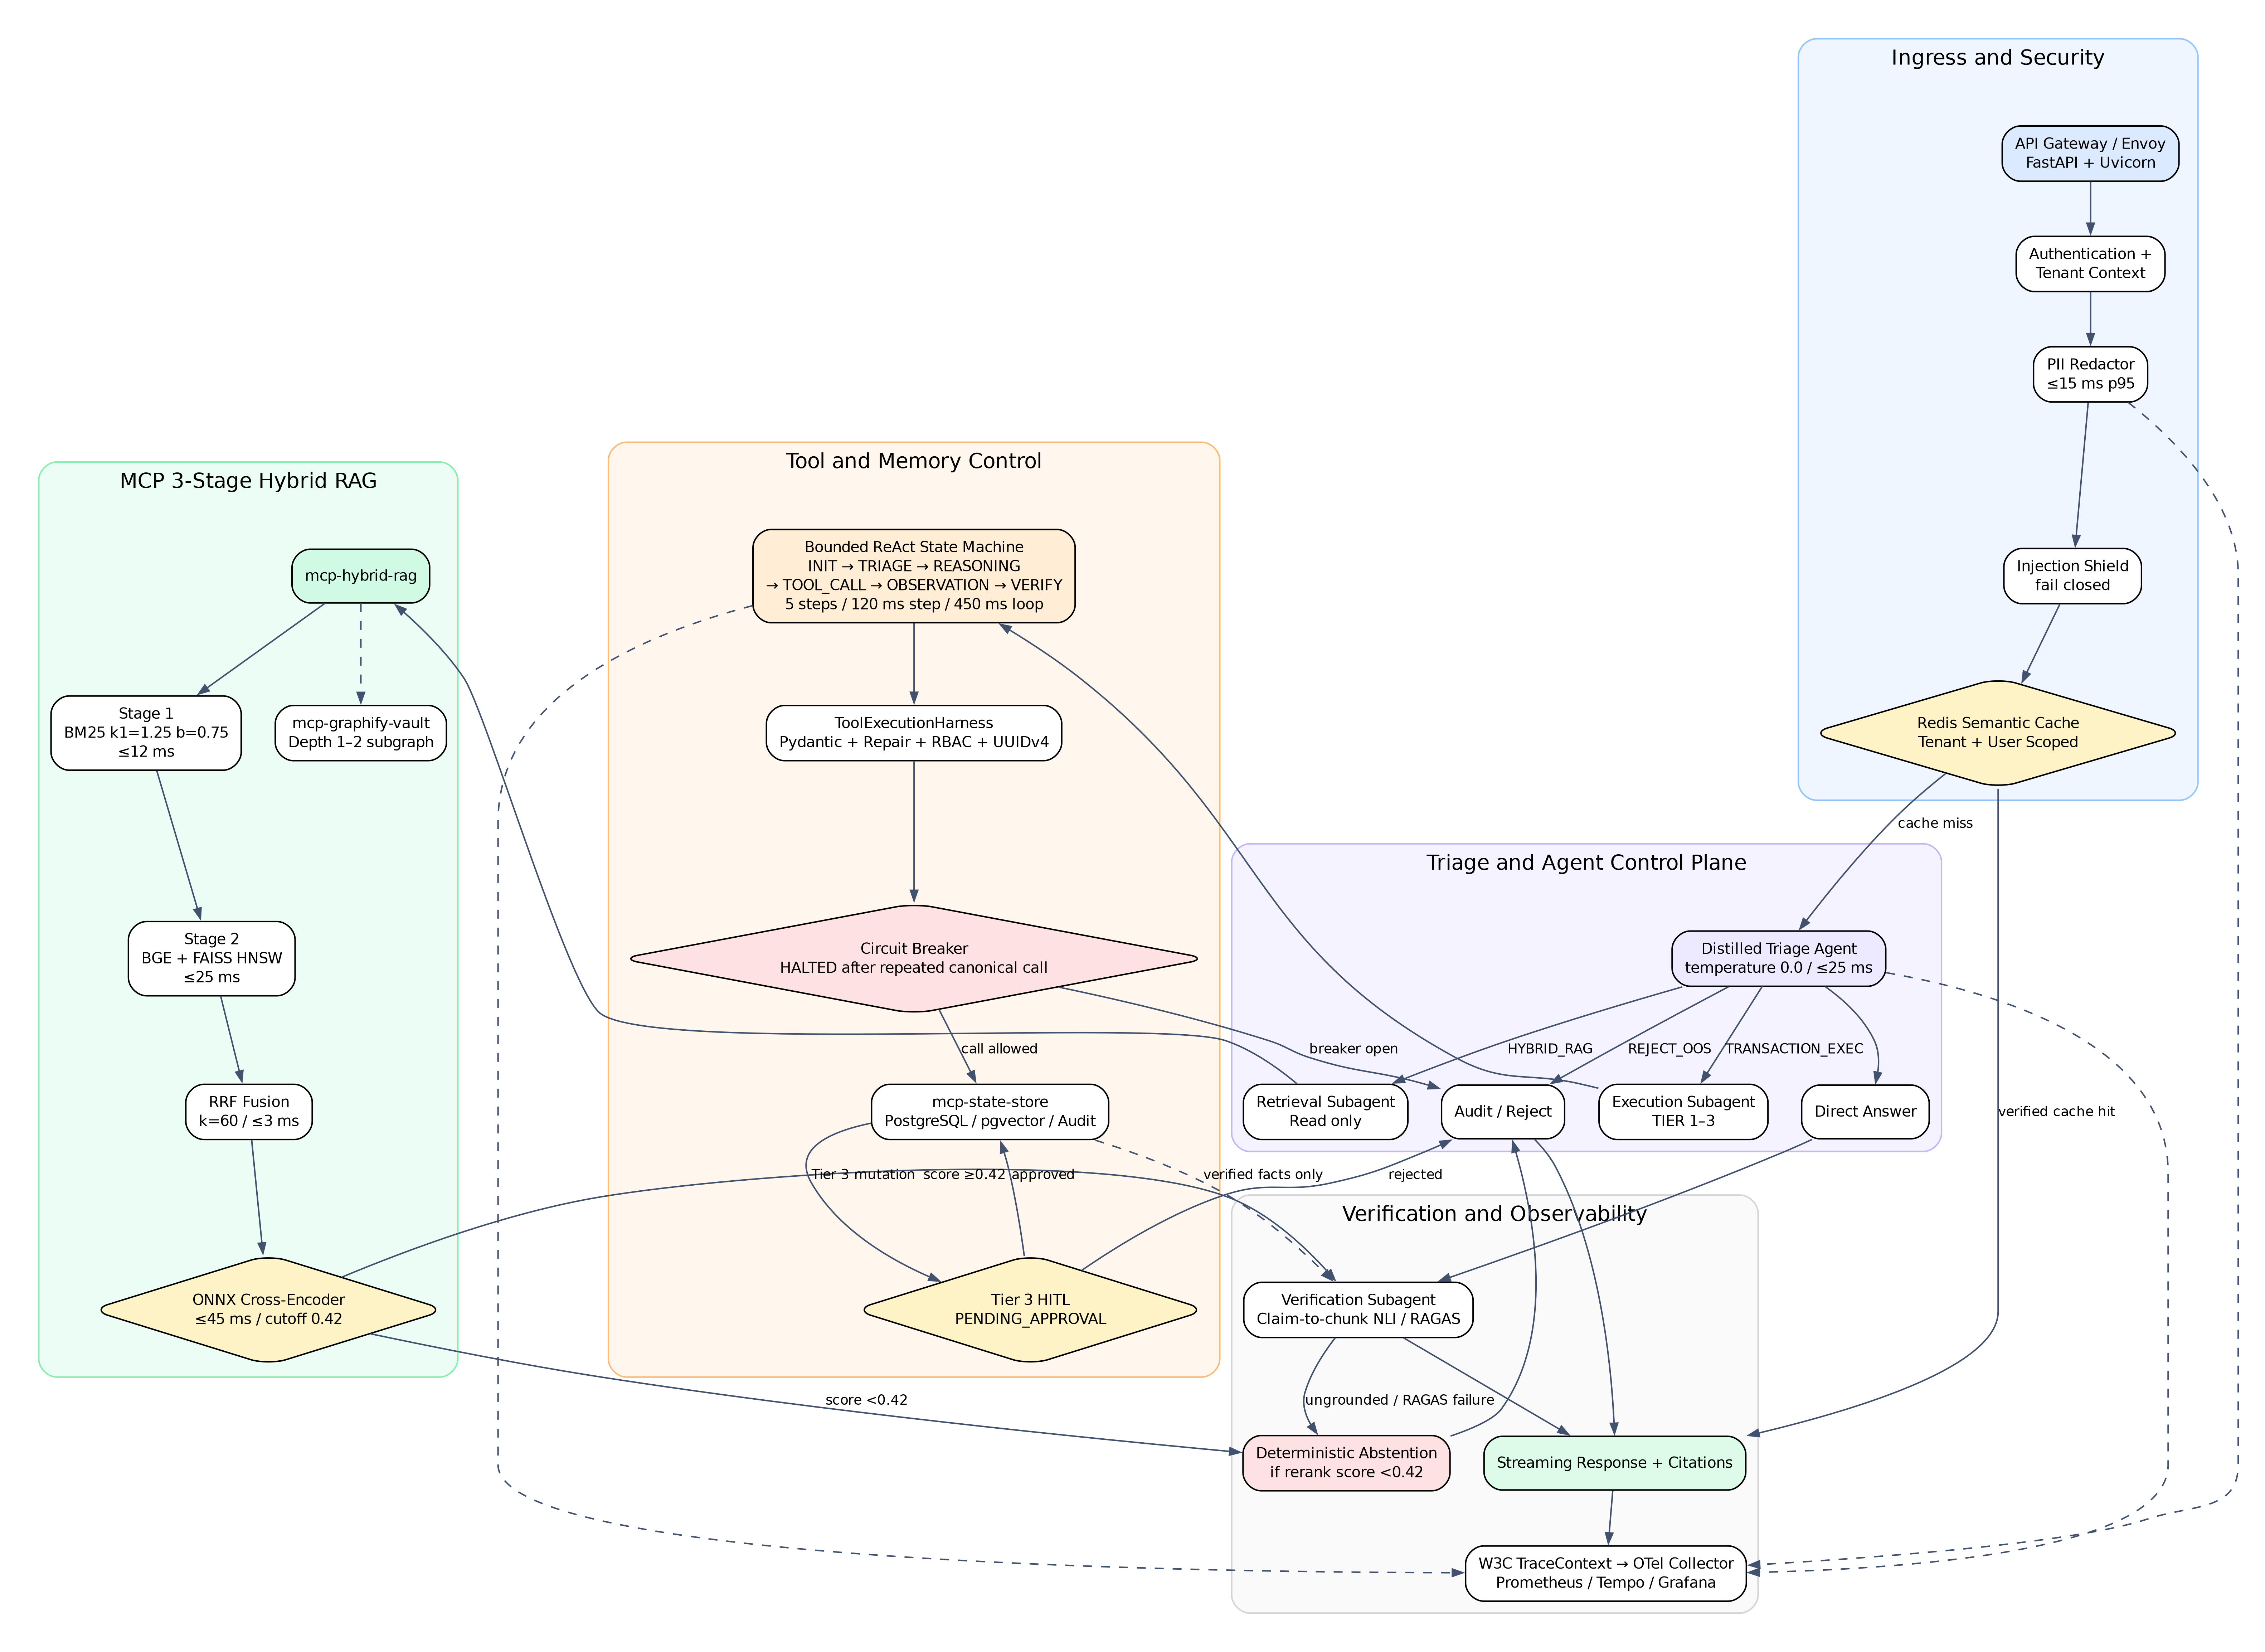 Ingress and Security
API Gateway / Envoy
FastAPI + Uvicorn
Authentication +
Tenant Context
PII Redactor
≤15 ms p95
Injection Shield
fail closed
Redis Semantic Cache
Tenant + User Scoped
cache miss
verified cache hit
MCP 3-Stage Hybrid RAG
mcp-hybrid-rag
Stage 1
BM25 k1=1.25 b=0.75
≤12 ms
mcp-graphify-vault
Depth 1–2 subgraph
Stage 2
BGE + FAISS HNSW
≤25 ms
RRF Fusion
k=60 / ≤3 ms
ONNX Cross-Encoder
≤45 ms / cutoff 0.42
Tool and Memory Control
Bounded ReAct State Machine
INIT → TRIAGE → REASONING
→ TOOL_CALL → OBSERVATION → VERIFY
5 steps / 120 ms step / 450 ms loop
ToolExecutionHarness
Pydantic + Repair + RBAC + UUIDv4
Circuit Breaker
HALTED after repeated canonical call
call allowed
breaker open
mcp-state-store
PostgreSQL / pgvector / Audit
Tier 3 mutation
score ≥0.42
approved
verified facts only
rejected
Tier 3 HITL
PENDING_APPROVAL
score <0.42
Triage and Agent Control Plane
Distilled Triage Agent
temperature 0.0 / ≤25 ms
HYBRID_RAG
REJECT_OOS
TRANSACTION_EXEC
Retrieval Subagent
Read only
Audit / Reject
Execution Subagent
TIER 1–3
Direct Answer
Verification and Observability
Verification Subagent
Claim-to-chunk NLI / RAGAS
ungrounded / RAGAS failure
Deterministic Abstention
if rerank score <0.42
Streaming Response + Citations
W3C TraceContext → OTel Collector
Prometheus / Tempo / Grafana